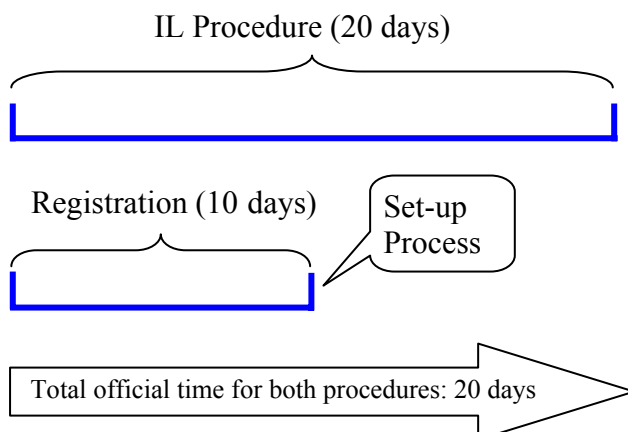 IL Procedure (20 days)
Registration (10 days)
Set-up
Process
Total official time for both procedures: 20 days